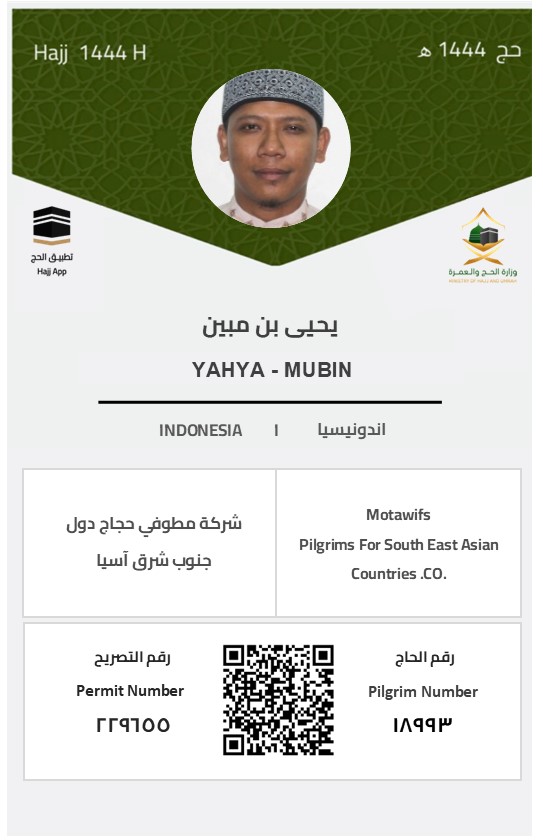 Hajj 1444 H
حج 1444 هـ
تطبيق الحج
Hajj App
وزارة الحج والعمرة
MINISTRY OF HAJJ AND UMRAH
يحيى بن مبين
YAHYA - MUBIN
INDONESIA | اندونيسيا
شركة مطوفي حجاج دول
جنوب شرق آسيا
Motawifs
Pilgrims For South East Asian
Countries .CO.
رقم التصريح
Permit Number
٢٢٩٦٥٥
رقم الحاج
Pilgrim Number
١٨٩٩٣